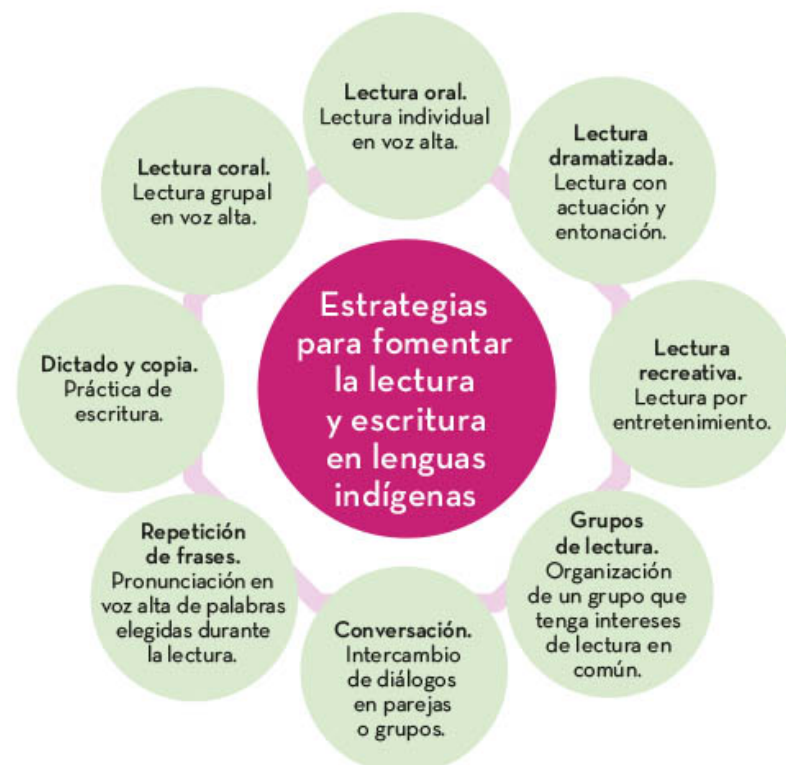 Estrategias
para fomentar
la lectura
y escritura
en lenguas
indígenas
Lectura oral.
Lectura individual
en voz alta.
Lectura
dramatizada.
Lectura con
actuación y
entonación.
Lectura
recreativa.
Lectura por
entretenimiento.
Grupos
de lectura.
Organización
de un grupo que
tenga intereses
de lectura en
común.
Conversación.
Intercambio
de diálogos
en parejas
o grupos.
Repetición
de frases.
Pronunciación en
voz alta de palabras
elegidas durante
la lectura.
Dictado y copia.
Práctica de
escritura.
Lectura coral.
Lectura grupal
en voz alta.